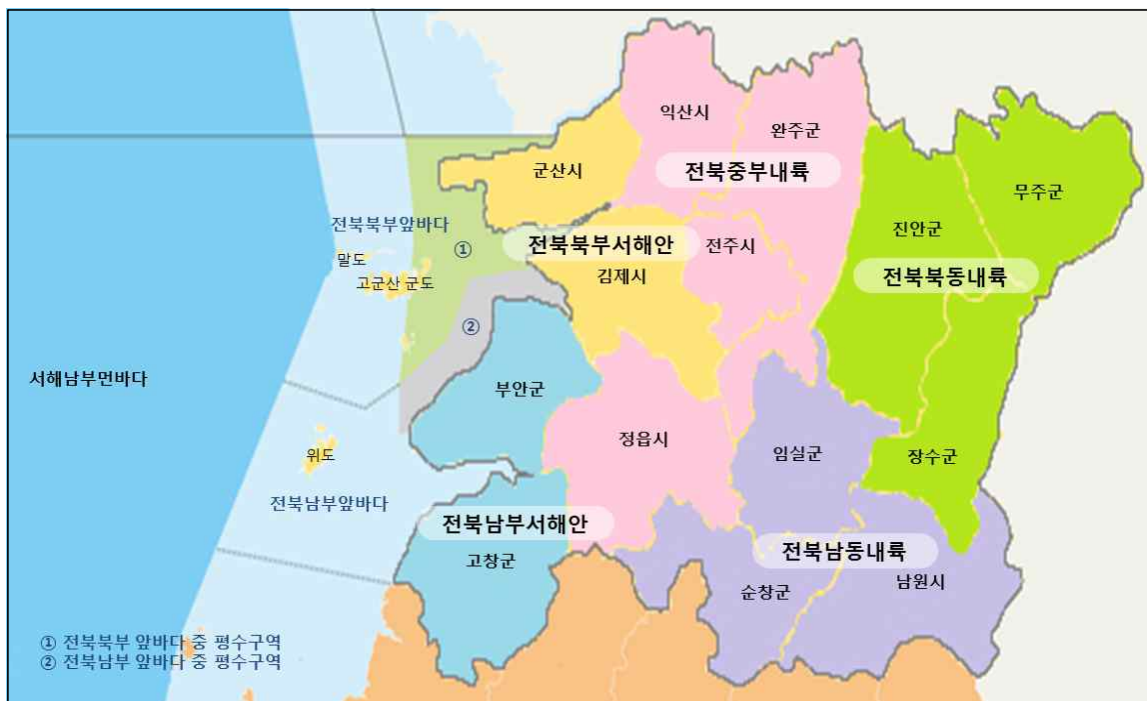 익산시
완주군
군산시
전북중부내륙
무주군
전북북부앞바다
①
진안군
말도
전북북부서해안
전주시
고군산 군도
김제시
전북북동내륙
②
서해남부먼바다
부안군
정읍시
임실군
장수군
위도
전북남부앞바다
전북남부서해안
고창군
전북남동내륙
순창군
남원시
① 전북북부 앞바다 중 평수구역
② 전북남부 앞바다 중 평수구역